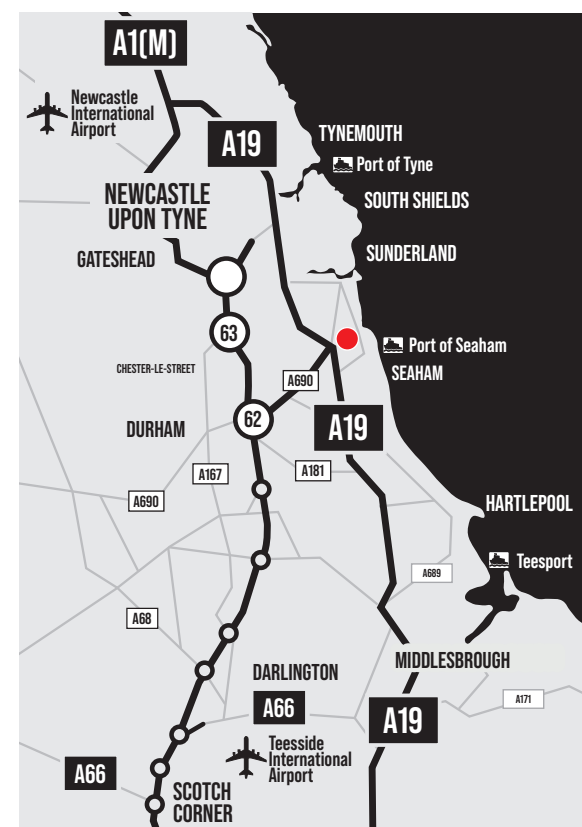 A1(M)
Newcastle
International
Airport
A19
TYNEMOUTH
Port of Tyne
NEWCASTLE
UPON TYNE
SOUTH SHIELDS
GATESHEAD
SUNDERLAND
63
Port of Seaham
CHESTER-LE-STREET
A690
SEAHAM
62
DURHAM
A19
A167
A181
A690
HARTLEPOOL
Teesport
A689
A68
MIDDLESBROUGH
DARLINGTON
A66
A171
A19
Teesside
International
Airport
A66
SCOTCH
CORNER